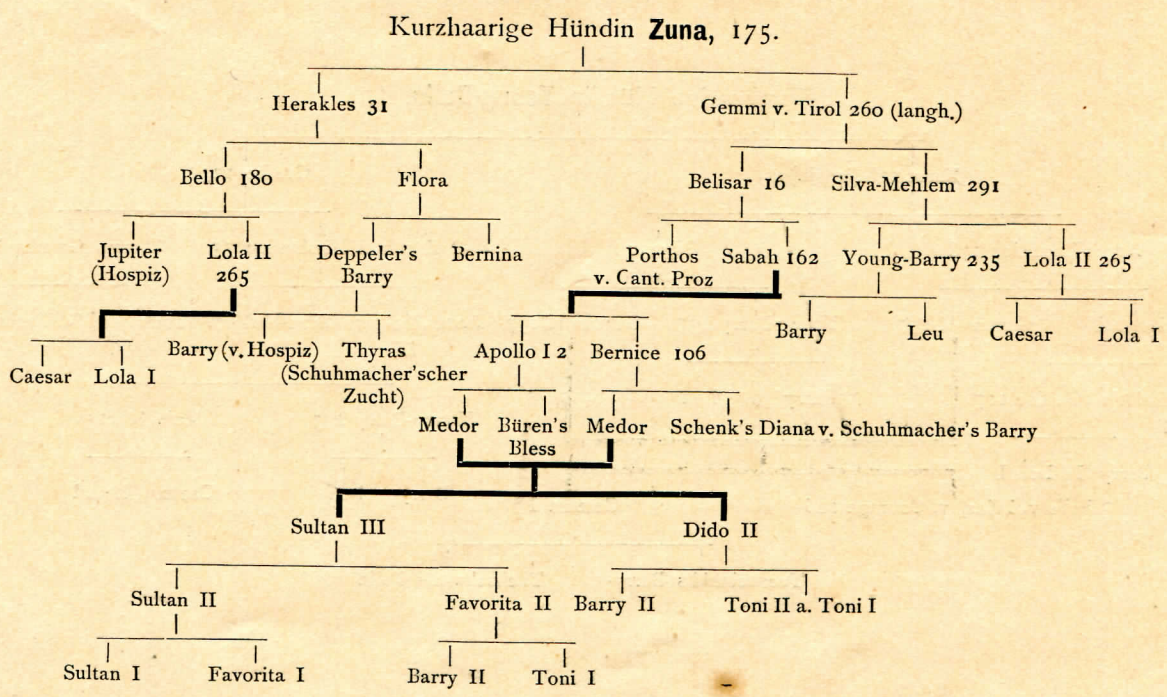 Kurzhaarige Hündin Zuna, 175.
Herakles 31 Gemmi v. Tirol 260 (langh.)
Bello 180 Flora Belisar 16 Silva-Mehlem 291
Jupiter Lola II Deppeler's Bernina Porthos Sabah 162 Young-Barry 235 Lola II 265
(Hospiz) 265 Barry v. Cant. Proz
Barry Leu Caesar Lola I
Caesar Lola I Barry (v. Hospiz) Thyras Apollo I 2 Bernice 106
(Schuhmacher'scher
Zucht)
Medor Büren's Medor Schenk's Diana v. Schuhmacher's Barry
Bless
Sultan III Dido II
Sultan II Favorita II Barry II Toni II a. Toni I
Sultan I Favorita I Barry II Toni I